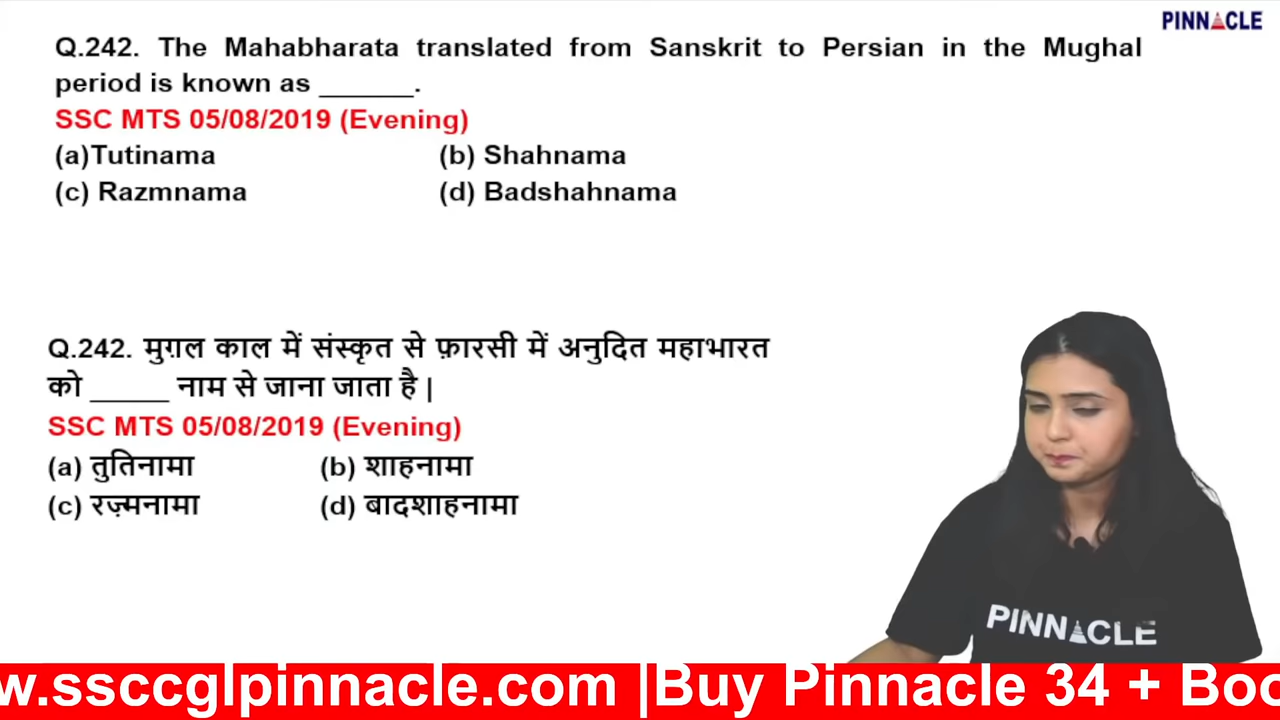 PINNACLE
Q.242. The Mahabharata translated from Sanskrit to Persian in the Mughal
period is known as ______.
SSC MTS 05/08/2019 (Evening)
(a)Tutinama (b) Shahnama
(c) Razmnama (d) Badshahnama
Q.242. मुग़ल काल में संस्कृत से फ़ारसी में अनुदित महाभारत
को _____ नाम से जाना जाता है |
SSC MTS 05/08/2019 (Evening)
(a) तुतिनामा (b) शाहनामा
(c) रज़्मनामा (d) बादशाहनामा
PINNACLE
w.ssccglpinnacle.com |Buy Pinnacle 34 + Boo